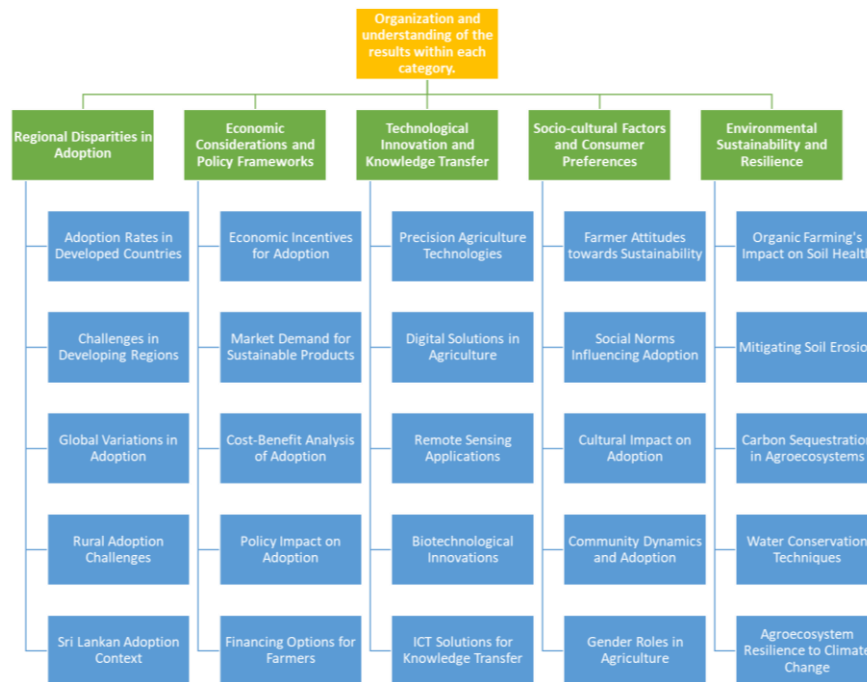 Organization and
understanding of the
results within each
category.
Regional Disparities in
Adoption
Economic
Considerations and
Policy Frameworks
Technological
Innovation and
Knowledge Transfer
Socio-cultural Factors
and Consumer
Preferences
Environmental
Sustainability and
Resilience
Adoption Rates in
Developed Countries
Challenges in
Developing Regions
Global Variations in
Adoption
Rural Adoption
Challenges
Sri Lankan Adoption
Context
Economic Incentives
for Adoption
Market Demand for
Sustainable Products
Cost-Benefit Analysis
of Adoption
Policy Impact on
Adoption
Financing Options for
Farmers
Precision Agriculture
Technologies
Digital Solutions in
Agriculture
Remote Sensing
Applications
Biotechnological
Innovations
ICT Solutions for
Knowledge Transfer
Farmer Attitudes
towards Sustainability
Social Norms
Influencing Adoption
Cultural Impact on
Adoption
Community Dynamics
and Adoption
Gender Roles in
Agriculture
Organic Farming's
Impact on Soil Health
Mitigating Soil Erosion
Carbon Sequestration
in Agroecosystems
Water Conservation
Techniques
Agroecosystem
Resilience to Climate
Change